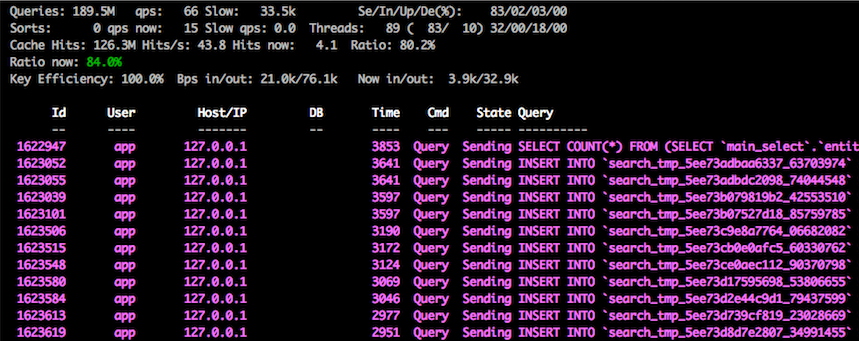 Queries: 189.5M   qps:   66 Slow:   33.5k         Se/In/Up/De(%):    83/02/03/00
Sorts:      0 qps now:   15 Slow qps: 0.0  Threads:   89 (  83/  10) 32/00/18/00
Cache Hits: 126.3M Hits/s: 43.8 Hits now:   4.1  Ratio: 80.2%
Ratio now: 84.0%
Key Efficiency: 100.0%  Bps in/out: 21.0k/76.1k   Now in/out:  3.9k/32.9k
Id      User         Host/IP         DB       Time    Cmd    State Query
--      ----         -------         --       ----    ---    ----- ----------
1622947       app       127.0.0.1                  3853  Query  Sending SELECT COUNT(*) FROM (SELECT `main_select`.`entit
1623052       app       127.0.0.1                  3641  Query  Sending INSERT INTO `search_tmp_5ee73adbaa6337_63703974`
1623055       app       127.0.0.1                  3641  Query  Sending INSERT INTO `search_tmp_5ee73adbdc2098_74044548`
1623039       app       127.0.0.1                  3597  Query  Sending INSERT INTO `search_tmp_5ee73b079819b2_42553510`
1623101       app       127.0.0.1                  3597  Query  Sending INSERT INTO `search_tmp_5ee73b07527d18_85759785`
1623506       app       127.0.0.1                  3190  Query  Sending INSERT INTO `search_tmp_5ee73c9e8a7764_06682082`
1623515       app       127.0.0.1                  3172  Query  Sending INSERT INTO `search_tmp_5ee73cb0e0afc5_60330762`
1623548       app       127.0.0.1                  3124  Query  Sending INSERT INTO `search_tmp_5ee73ce0aec112_90370798`
1623580       app       127.0.0.1                  3069  Query  Sending INSERT INTO `search_tmp_5ee73d17595698_53806655`
1623584       app       127.0.0.1                  3046  Query  Sending INSERT INTO `search_tmp_5ee73d2e44c9d1_79437599`
1623613       app       127.0.0.1                  2977  Query  Sending INSERT INTO `search_tmp_5ee73d739cf819_23028669`
1623619       app       127.0.0.1                  2951  Query  Sending INSERT INTO `search_tmp_5ee73d8d7e2807_34991455`